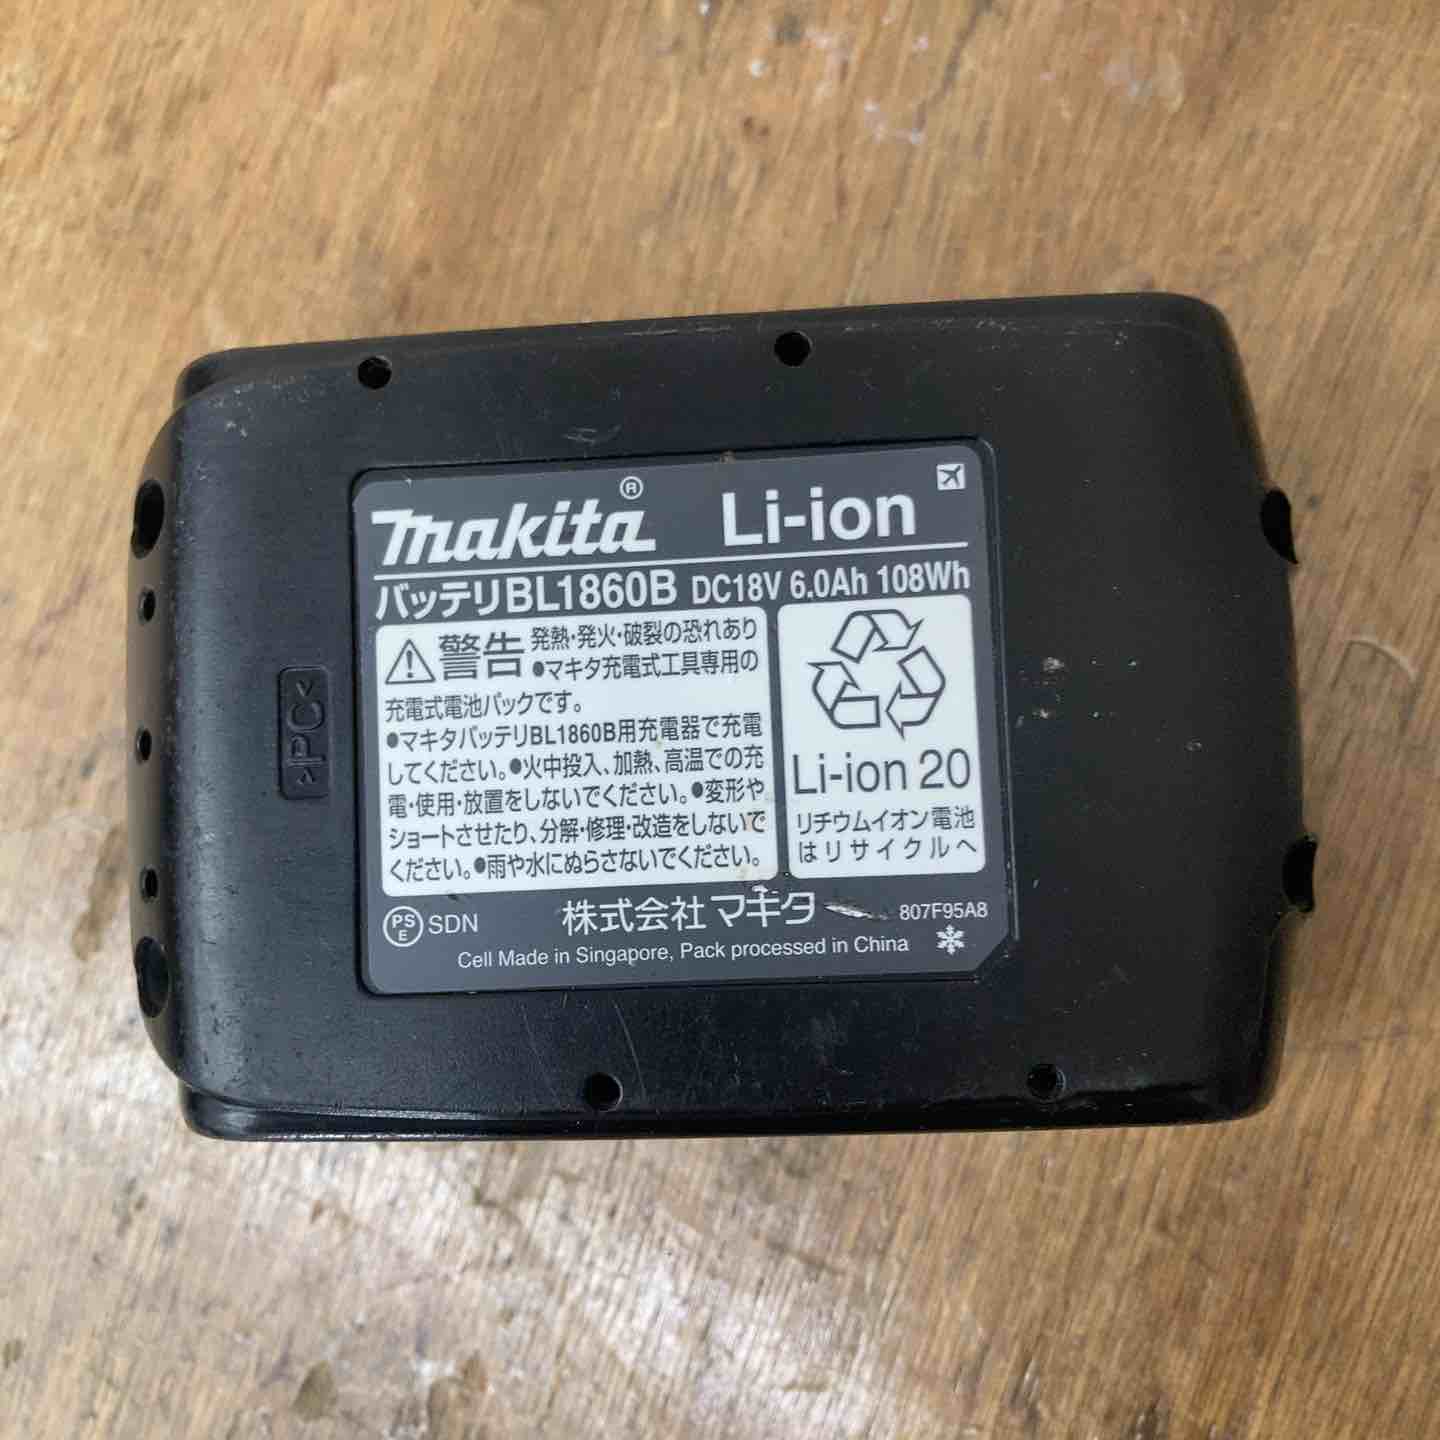 makita® Li-ion
バッテリBL1860B DC18V 6.0Ah 108Wh
警告 発熱・発火・破裂の恐れあり
●マキタ充電式工具専用の
充電式電池パックです。
●マキタバッテリBL1860B用充電器で充電
してください。●火中投入、加熱、高温での充
電・使用・放置をしないでください。●変形や
ショートさせたり、分解・修理・改造をしないで
ください。●雨や水にぬらさないでください。
Li-ion 20
リチウムイオン電池
はリサイクルへ
PS
E
SDN
株式会社マキタ
807F95A8
Cell Made in Singapore, Pack processed in China
>PC<